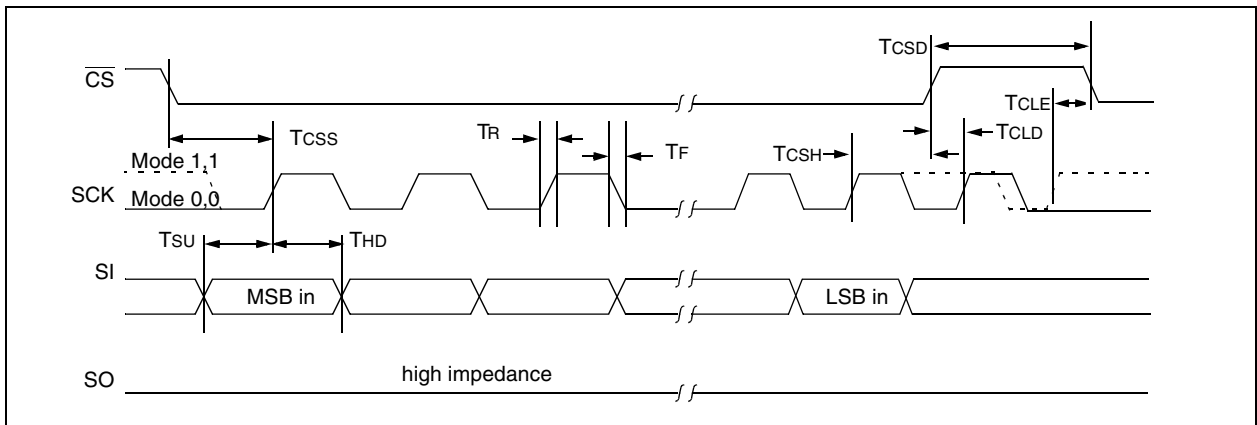 TCSD
CS
TCLE
TCSS
TR
TF
TCSH
TCLD
Mode 1,1
SCK
Mode 0,0
TSU
THD
SI
MSB in
LSB in
SO
high impedance